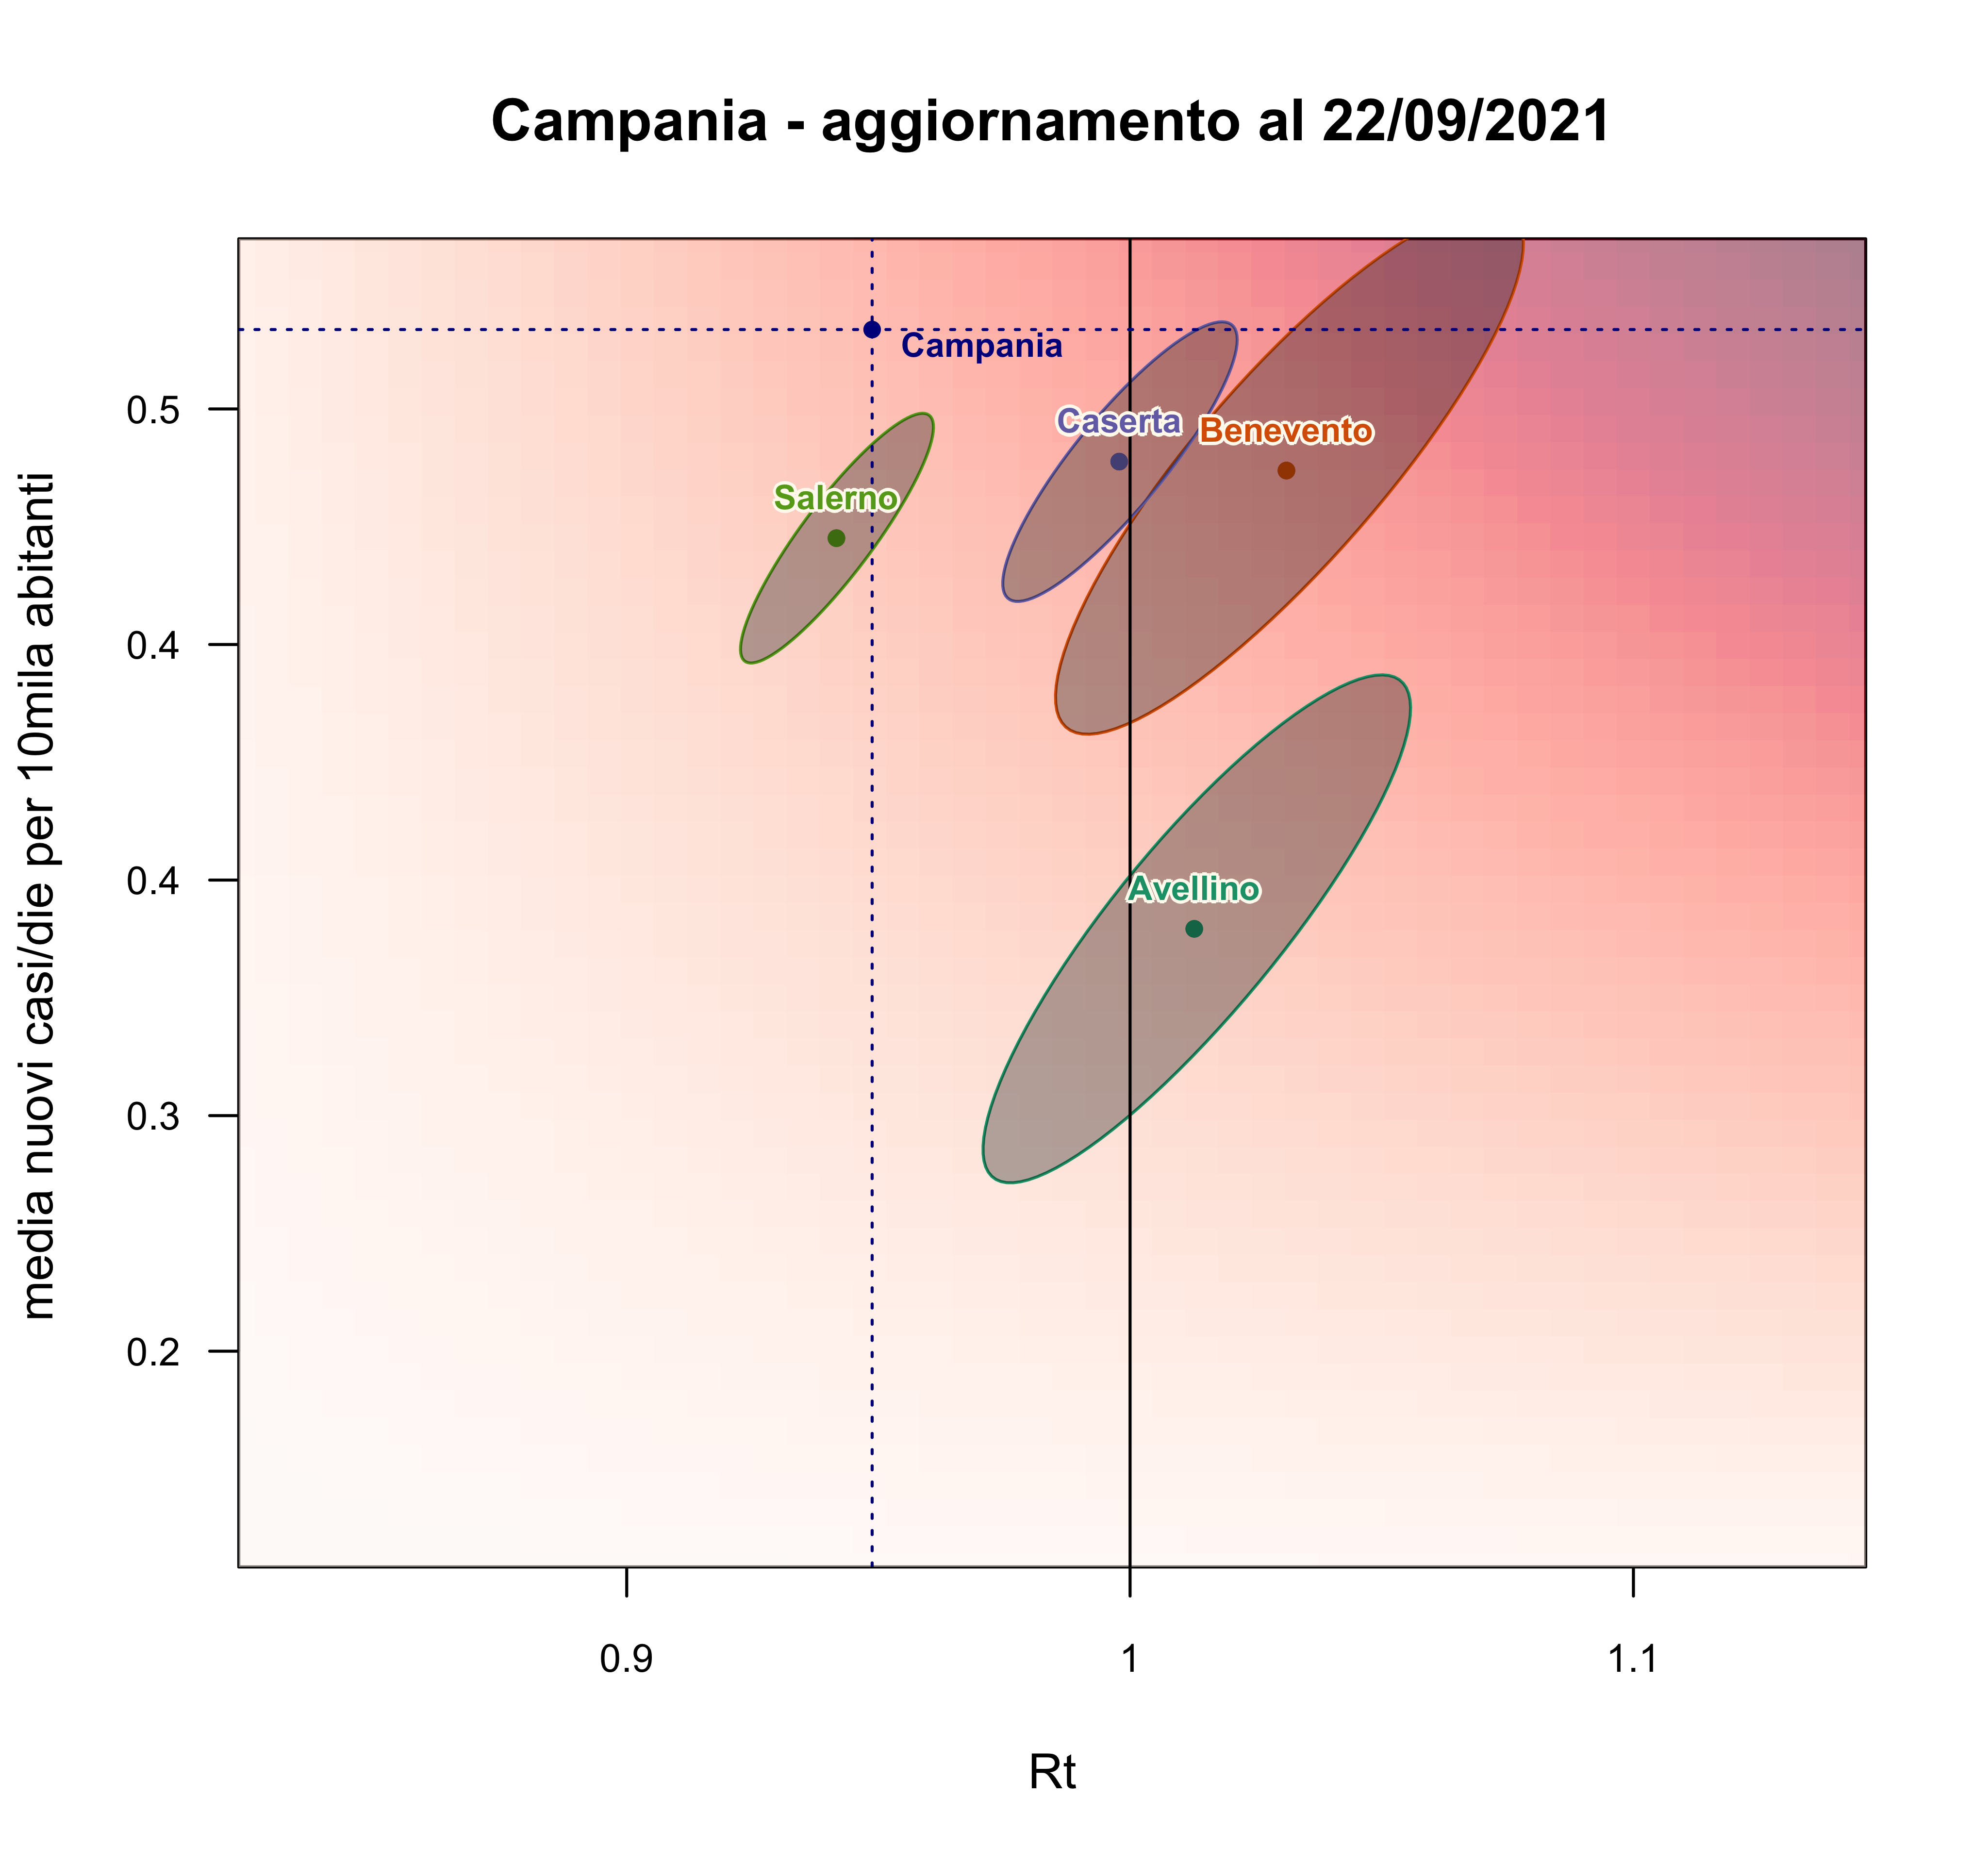 Campania - aggiornamento al 22/09/2021
media nuovi casi/die per 10mila abitanti
0.5
0.4
0.4
0.3
0.2
Campania
Caserta
Benevento
Salerno
Avellino
0.9
1
1.1
Rt